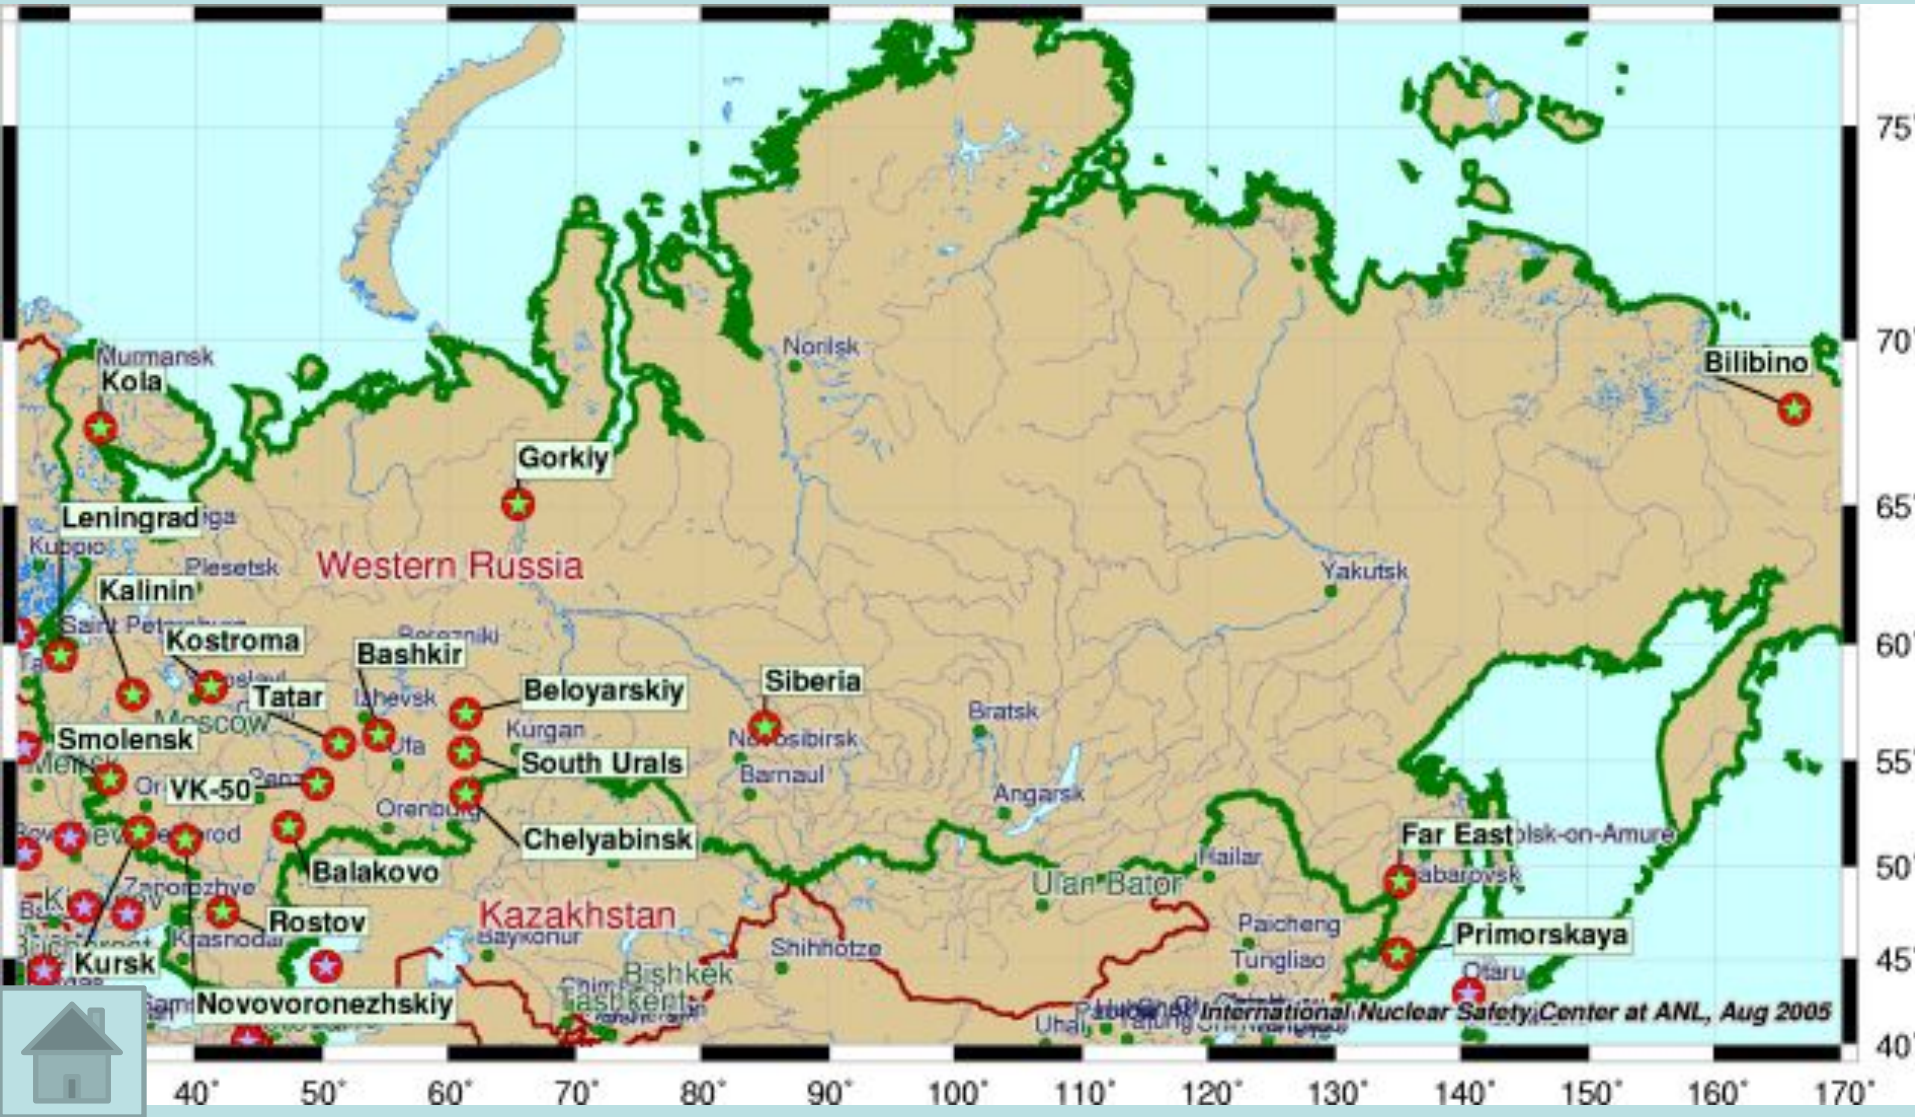 75°
70°
Norilsk
Murmansk
Bilibino
Kola
Gorkiy
65°
Leningrad
Kuopio
Plesetsk
Western Russia
Yakutsk
Kalinin
60°
Kostroma
Berezniki
Bashkir
Siberia
Beloyarskiy
Tatar
Izhevsk
Bratsk
Moscow
Kurgan
Smolensk
Novosibirsk
Ufa
South Urals
55°
Barnaul
VK-50
Angarsk
Orenburg
Far East
Chelyabinsk
50°
Balakovo
Hailar
Ulan Bator
Zaporozhye
Kazakhstan
Rostov
Paicheng
Primorskaya
Krasnodar
Baykonur
Shihhotze
Kursk
Tungliao
45°
Bishkek
Otaru
Tashkent
Novovoronezhskiy
International Nuclear Safety Center at ANL, Aug 2005
40°
40° 50° 60° 70° 80° 90° 100° 110° 120° 130° 140° 150° 160° 170°